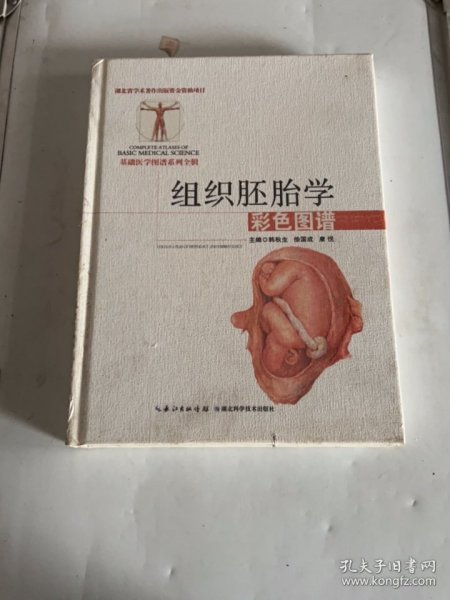 湖北省学术著作出版资金资助项目
COMPLETE ATLASES OF
BASIC MEDICAL SCIENCE
基础医学图谱系列全辑
组织胚胎学
彩色图谱
主编 韩秋生 徐国成 康悦
长江出版传媒 湖北科学技术出版社
孔夫子旧书网
www.kongfz.com